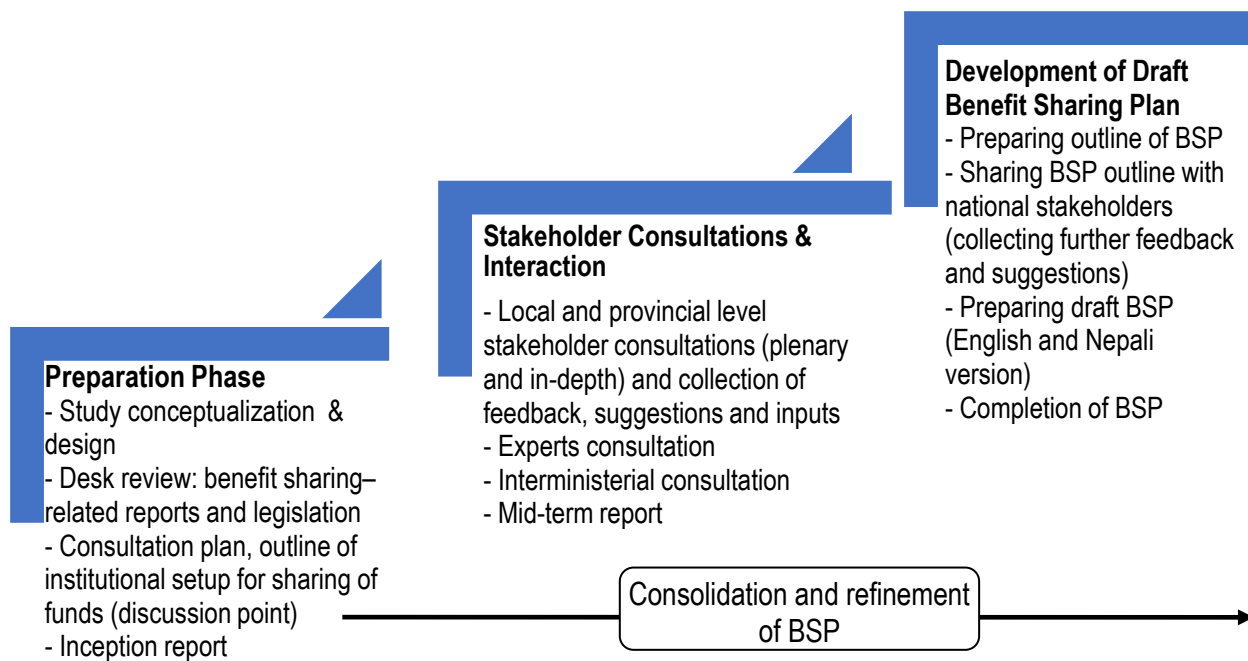 Preparation Phase
- Study conceptualization &
design
- Desk review: benefit sharing–
related reports and legislation
- Consultation plan, outline of
institutional setup for sharing of
funds (discussion point)
- Inception report
Stakeholder Consultations &
Interaction
- Local and provincial level
stakeholder consultations (plenary
and in-depth) and collection of
feedback, suggestions and inputs
- Experts consultation
- Interministerial consultation
- Mid-term report
Development of Draft
Benefit Sharing Plan
- Preparing outline of BSP
- Sharing BSP outline with
national stakeholders
(collecting further feedback
and suggestions)
- Preparing draft BSP
(English and Nepali
version)
- Completion of BSP
Consolidation and refinement
of BSP